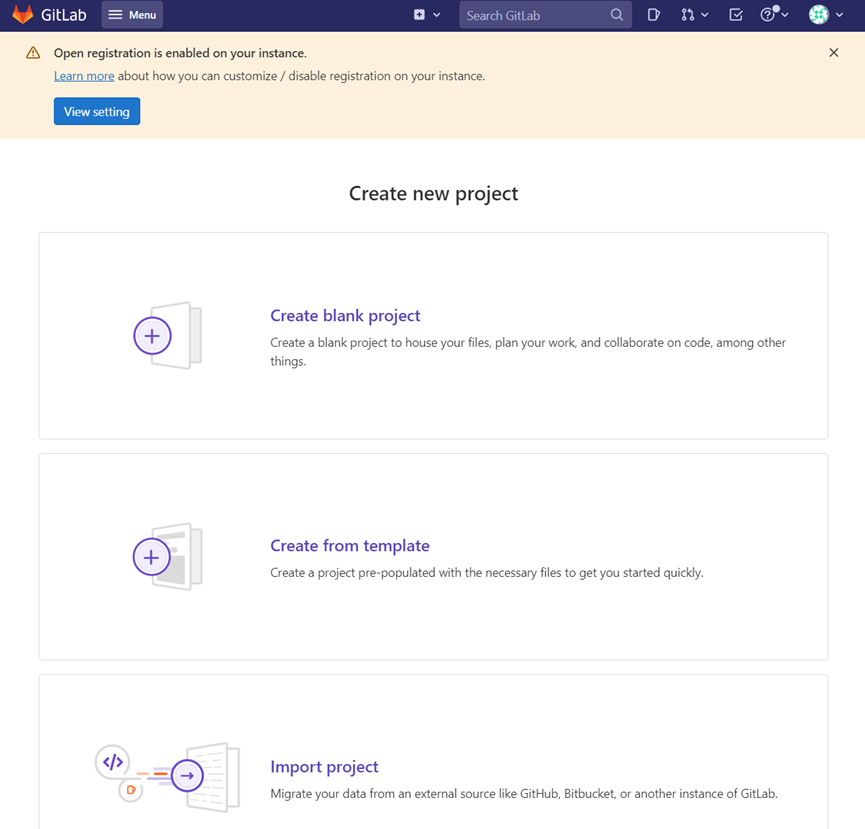 GitLab Menu Search GitLab
Open registration is enabled on your instance.
Learn more about how you can customize / disable registration on your instance.
View setting
Create new project
Create blank project
Create a blank project to house your files, plan your work, and collaborate on code, among other
things.
Create from template
Create a project pre-populated with the necessary files to get you started quickly.
Import project
Migrate your data from an external source like GitHub, Bitbucket, or another instance of GitLab.